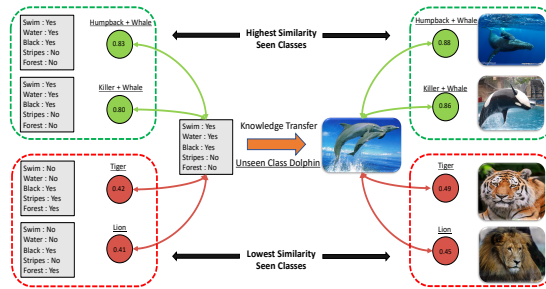 Humpback + Whale
Swim : Yes
Water : Yes
Black : Yes
Stripes : No
Forest : No
0.83
Killer + Whale
Swim : Yes
Water : Yes
Black : Yes
Stripes : No
Forest : No
0.80
Highest Similarity
Seen Classes
Humpback + Whale
0.88
Killer + Whale
0.86
Swim : Yes
Water : Yes
Black : Yes
Stripes : No
Forest : No
Knowledge Transfer
Unseen Class Dolphin
Tiger
Swim : No
Water : No
Black : Yes
Stripes : Yes
Forest : Yes
0.42
Lion
Swim : No
Water : No
Black : Yes
Stripes : No
Forest : Yes
0.41
Lowest Similarity
Seen Classes
Tiger
0.49
Lion
0.45